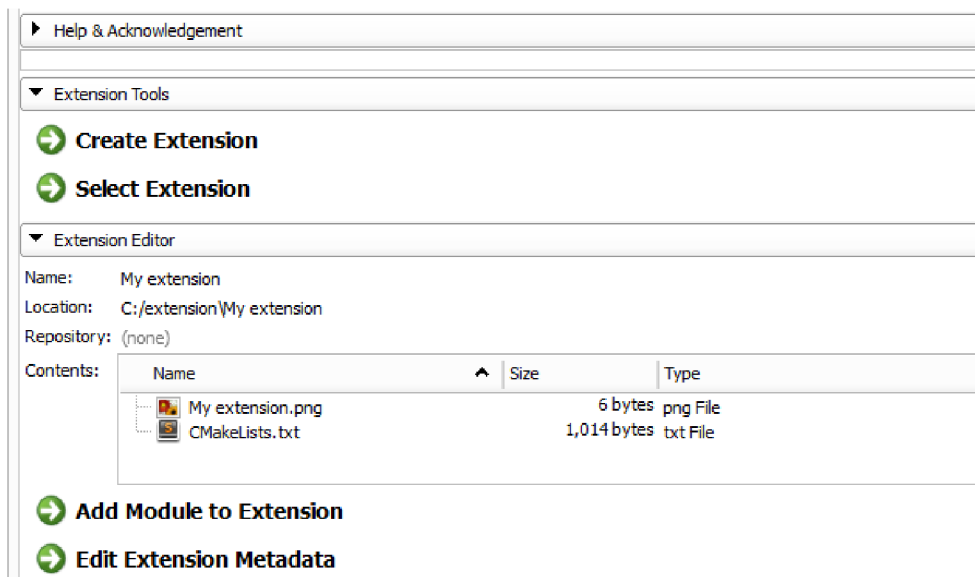 Help & Acknowledgement
Extension Tools
Create Extension
Select Extension
Extension Editor
Name: My extension
Location: C:/extension\My extension
Repository: (none)
Contents: Name Size Type
My extension.png 6 bytes png File
CMakeLists.txt 1,014 bytes txt File
Add Module to Extension
Edit Extension Metadata